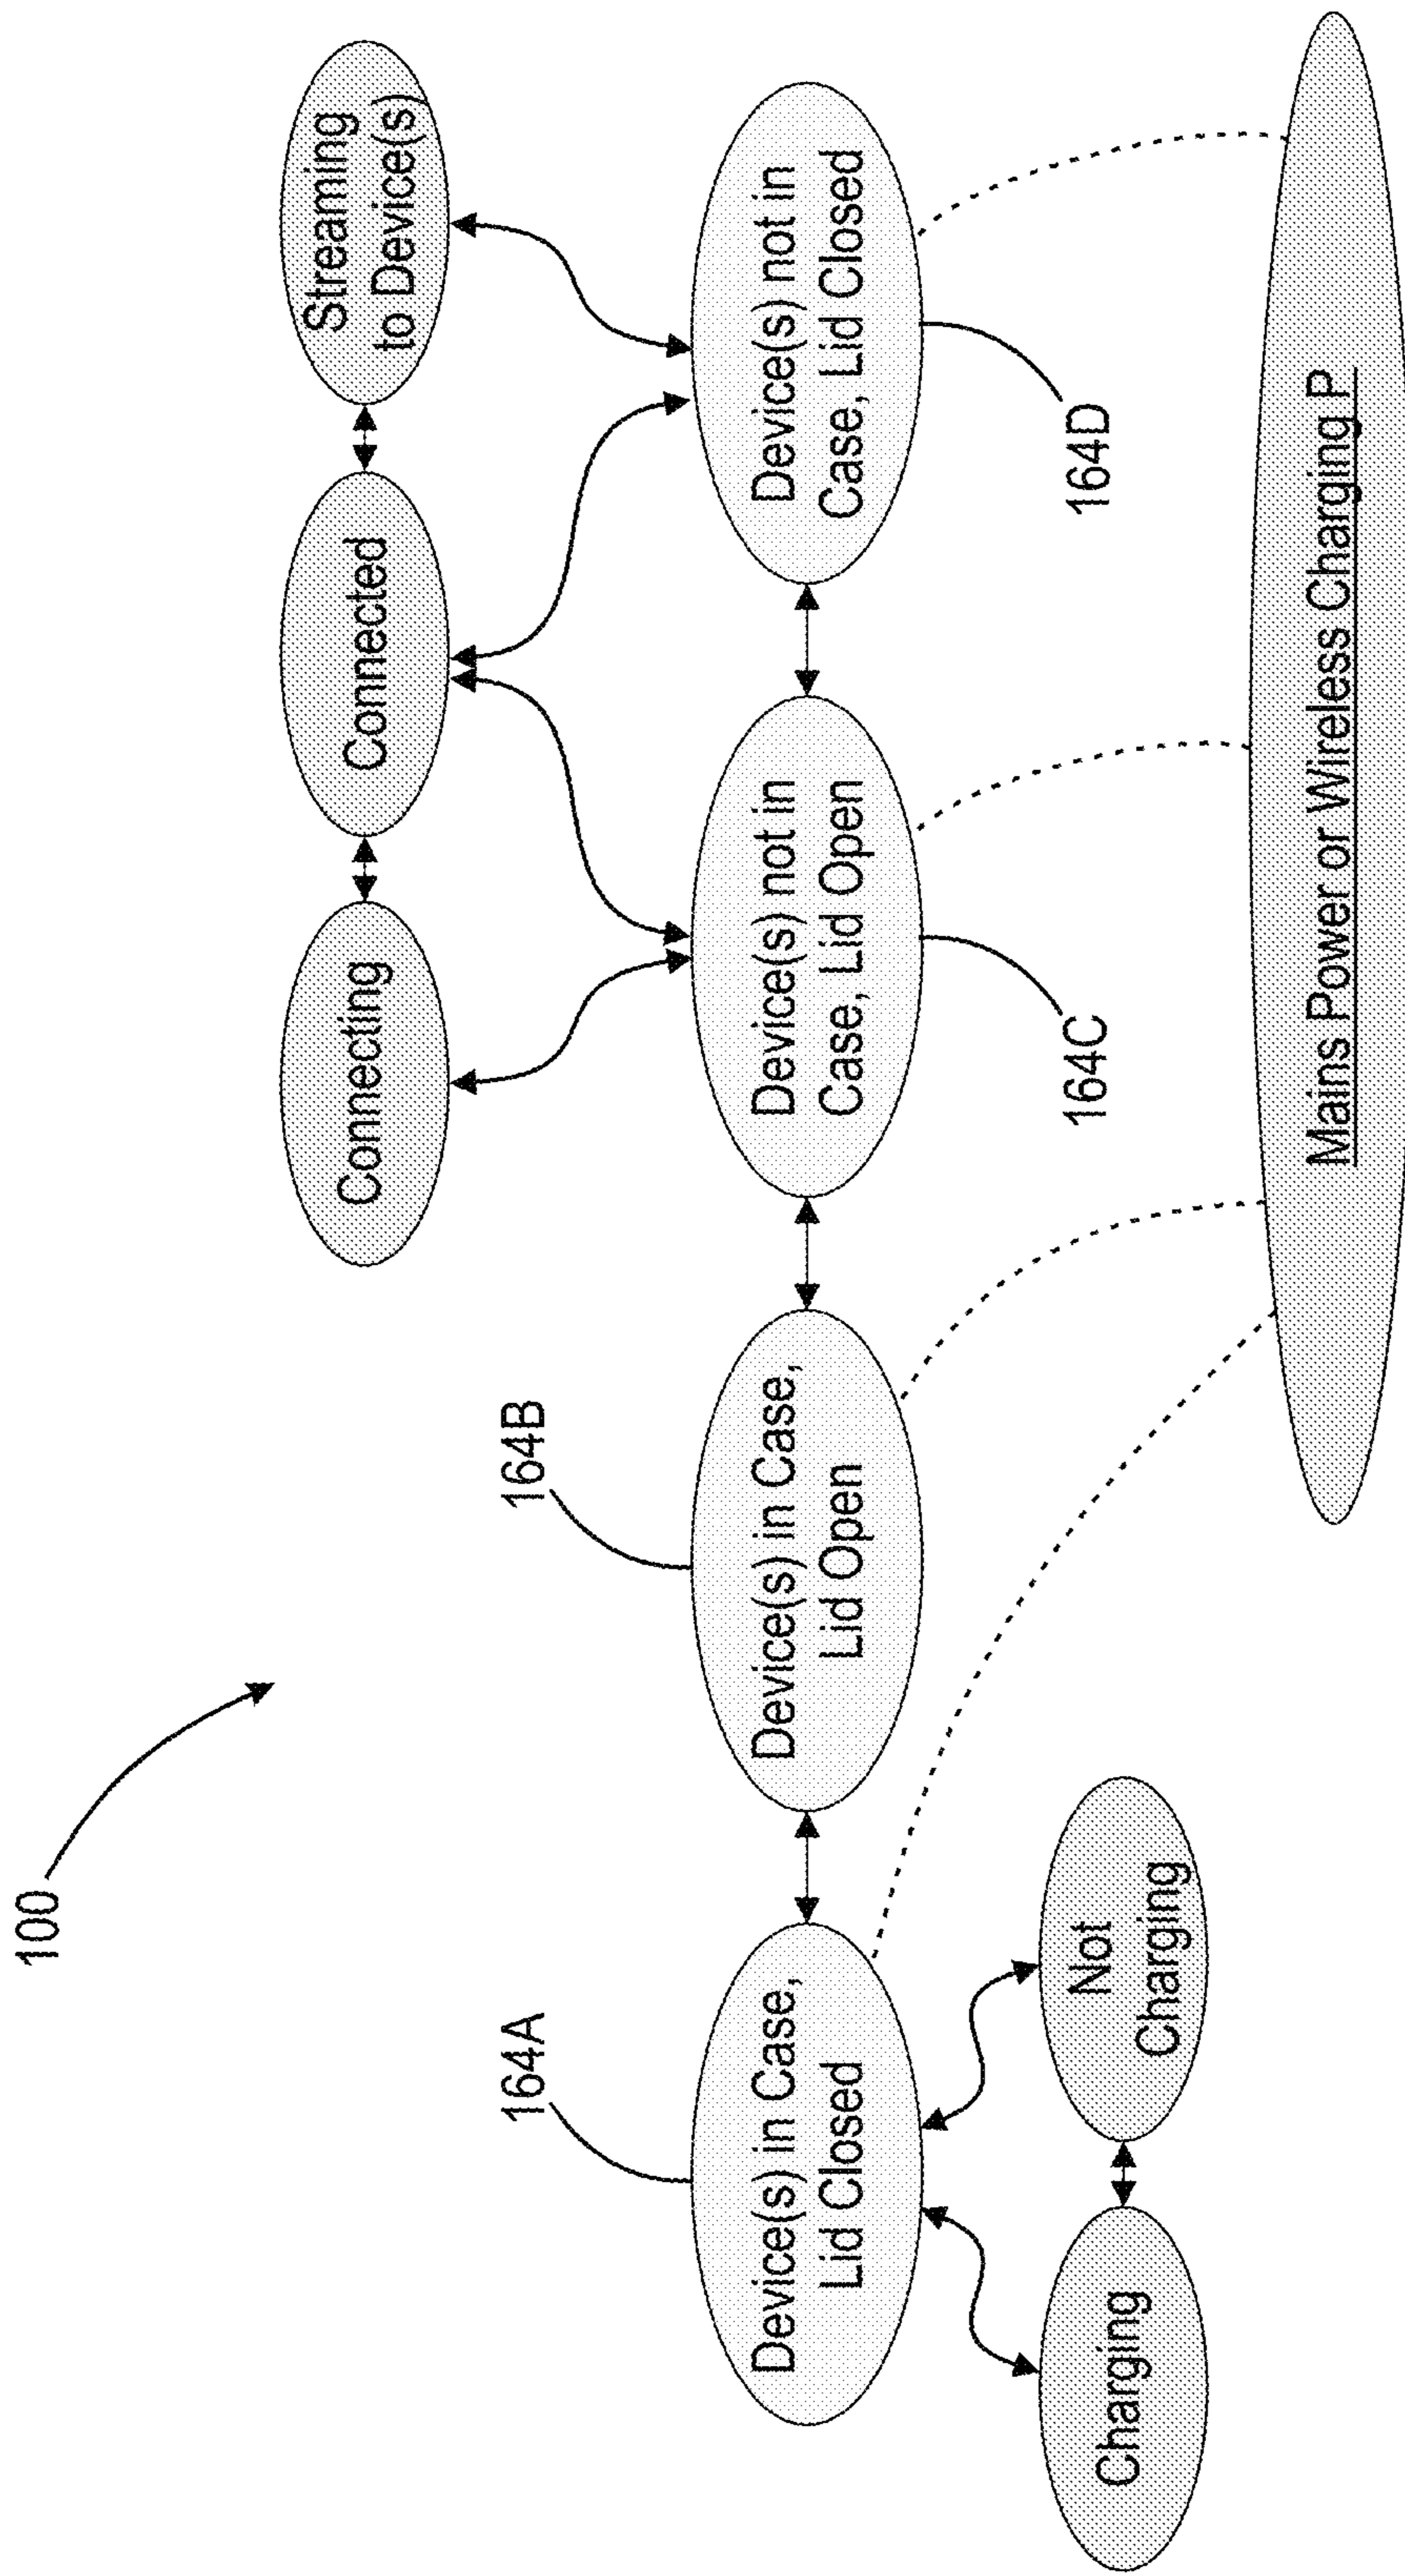 100
Connecting
Connected
Streaming
to Device(s)
164A
164B
Device(s) in Case,
Lid Closed
Device(s) in Case,
Lid Open
Device(s) not in
Case, Lid Open
Device(s) not in
Case, Lid Closed
164C
164D
Charging
Not
Charging
Mains Power or Wireless Charging P